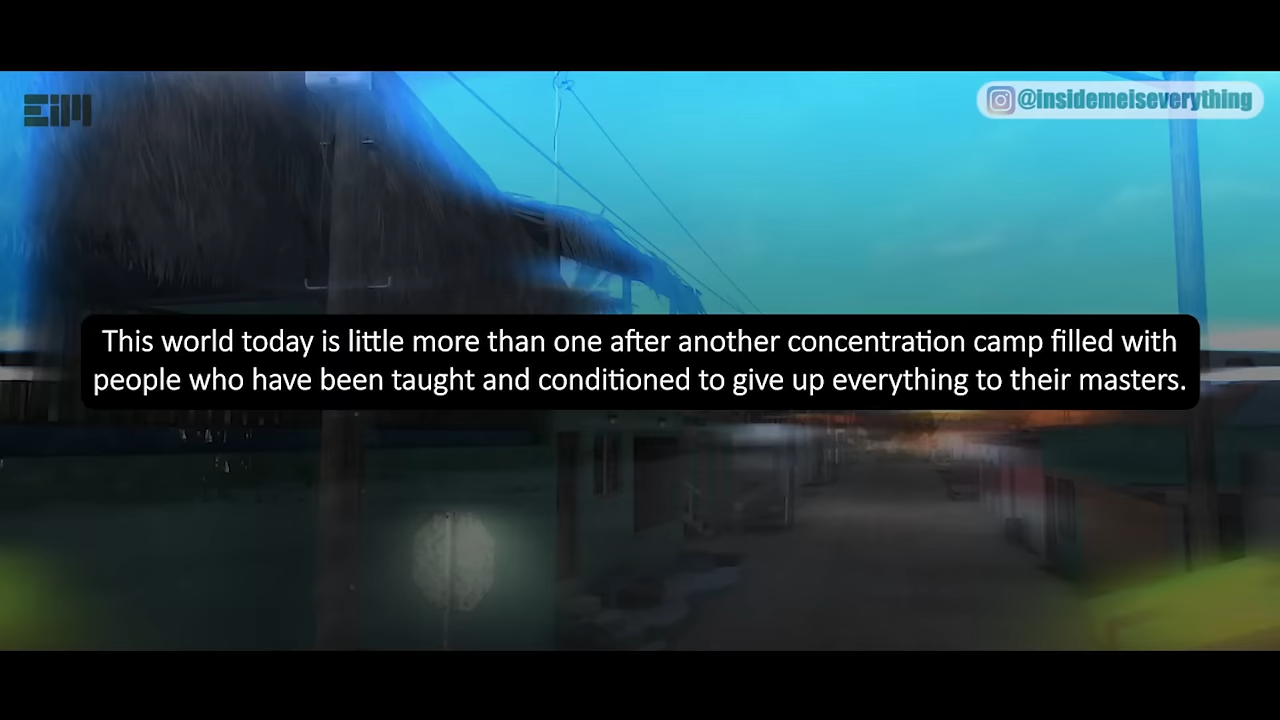 EiM
@insidemeiseverything
This world today is little more than one after another concentration camp filled with
people who have been taught and conditioned to give up everything to their masters.